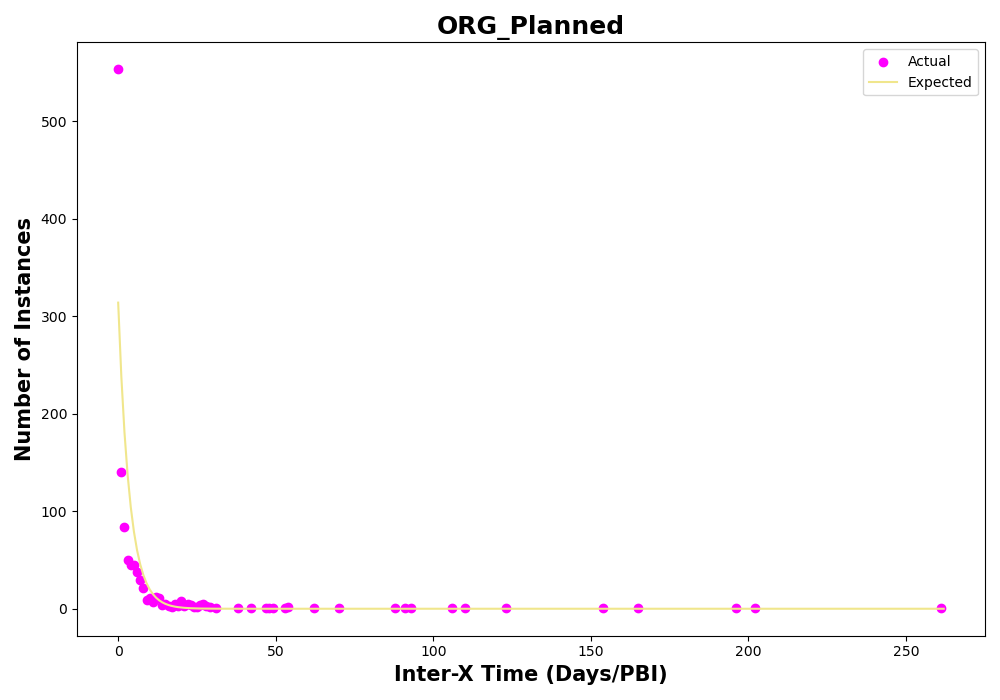 ORG_Planned
Actual
Expected
Number of Instances
500
400
300
200
100
0
0
50
100
150
200
250
Inter-X Time (Days/PBI)